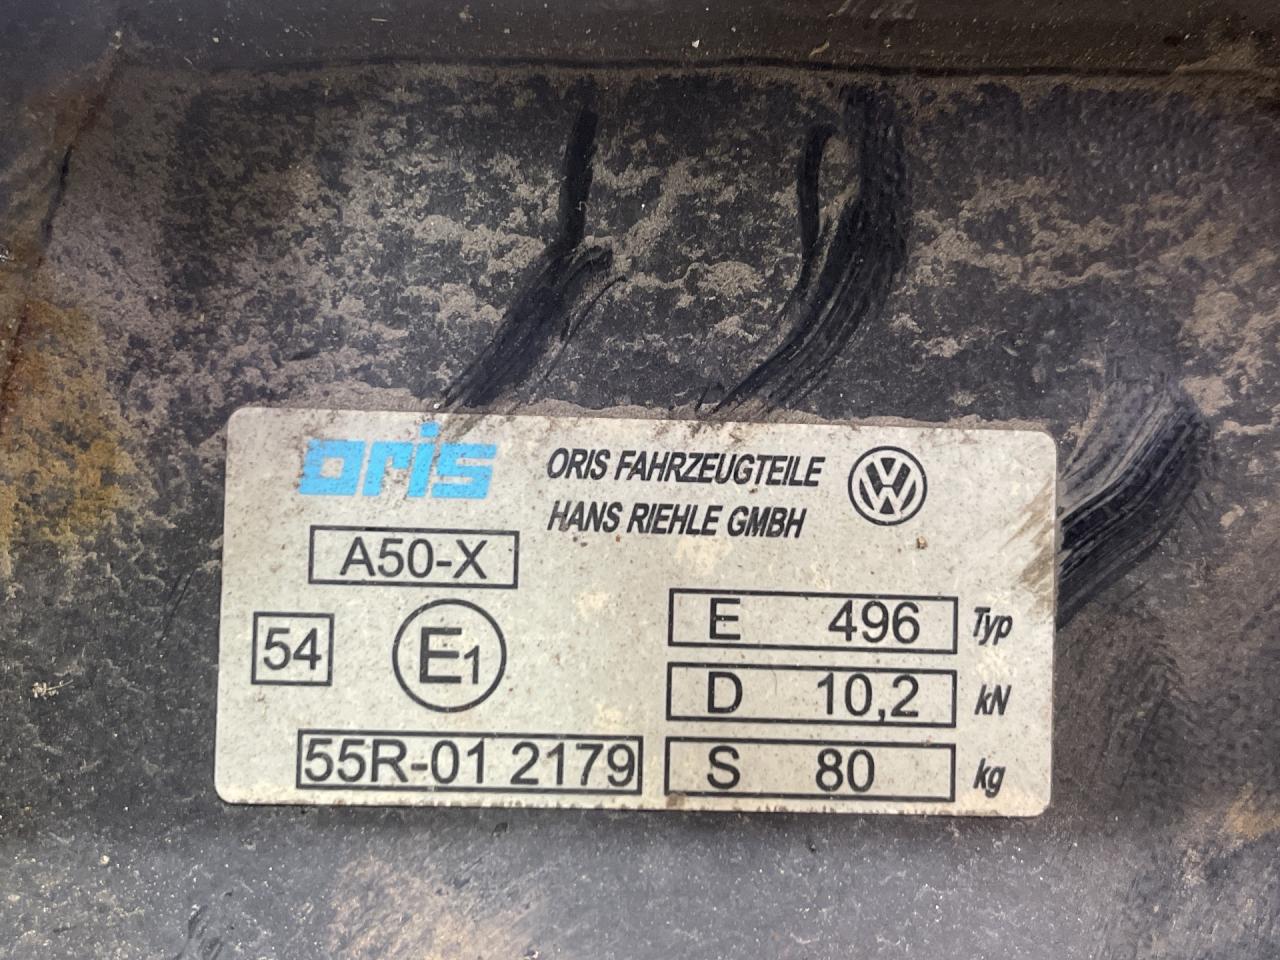 oris
ORIS FAHRZEUGTEILE
HANS RIEHLE GMBH
VW
A50-X
54
E1
55R-01 2179
E 496 Typ
D 10,2 kN
S 80 kg